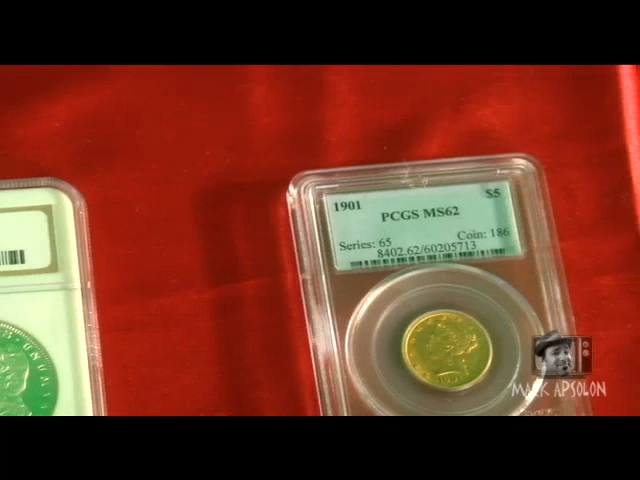 1901 $5
PCGS MS62
Series: 65 Coin: 186
8402.62/60205713
MARK APSOLON